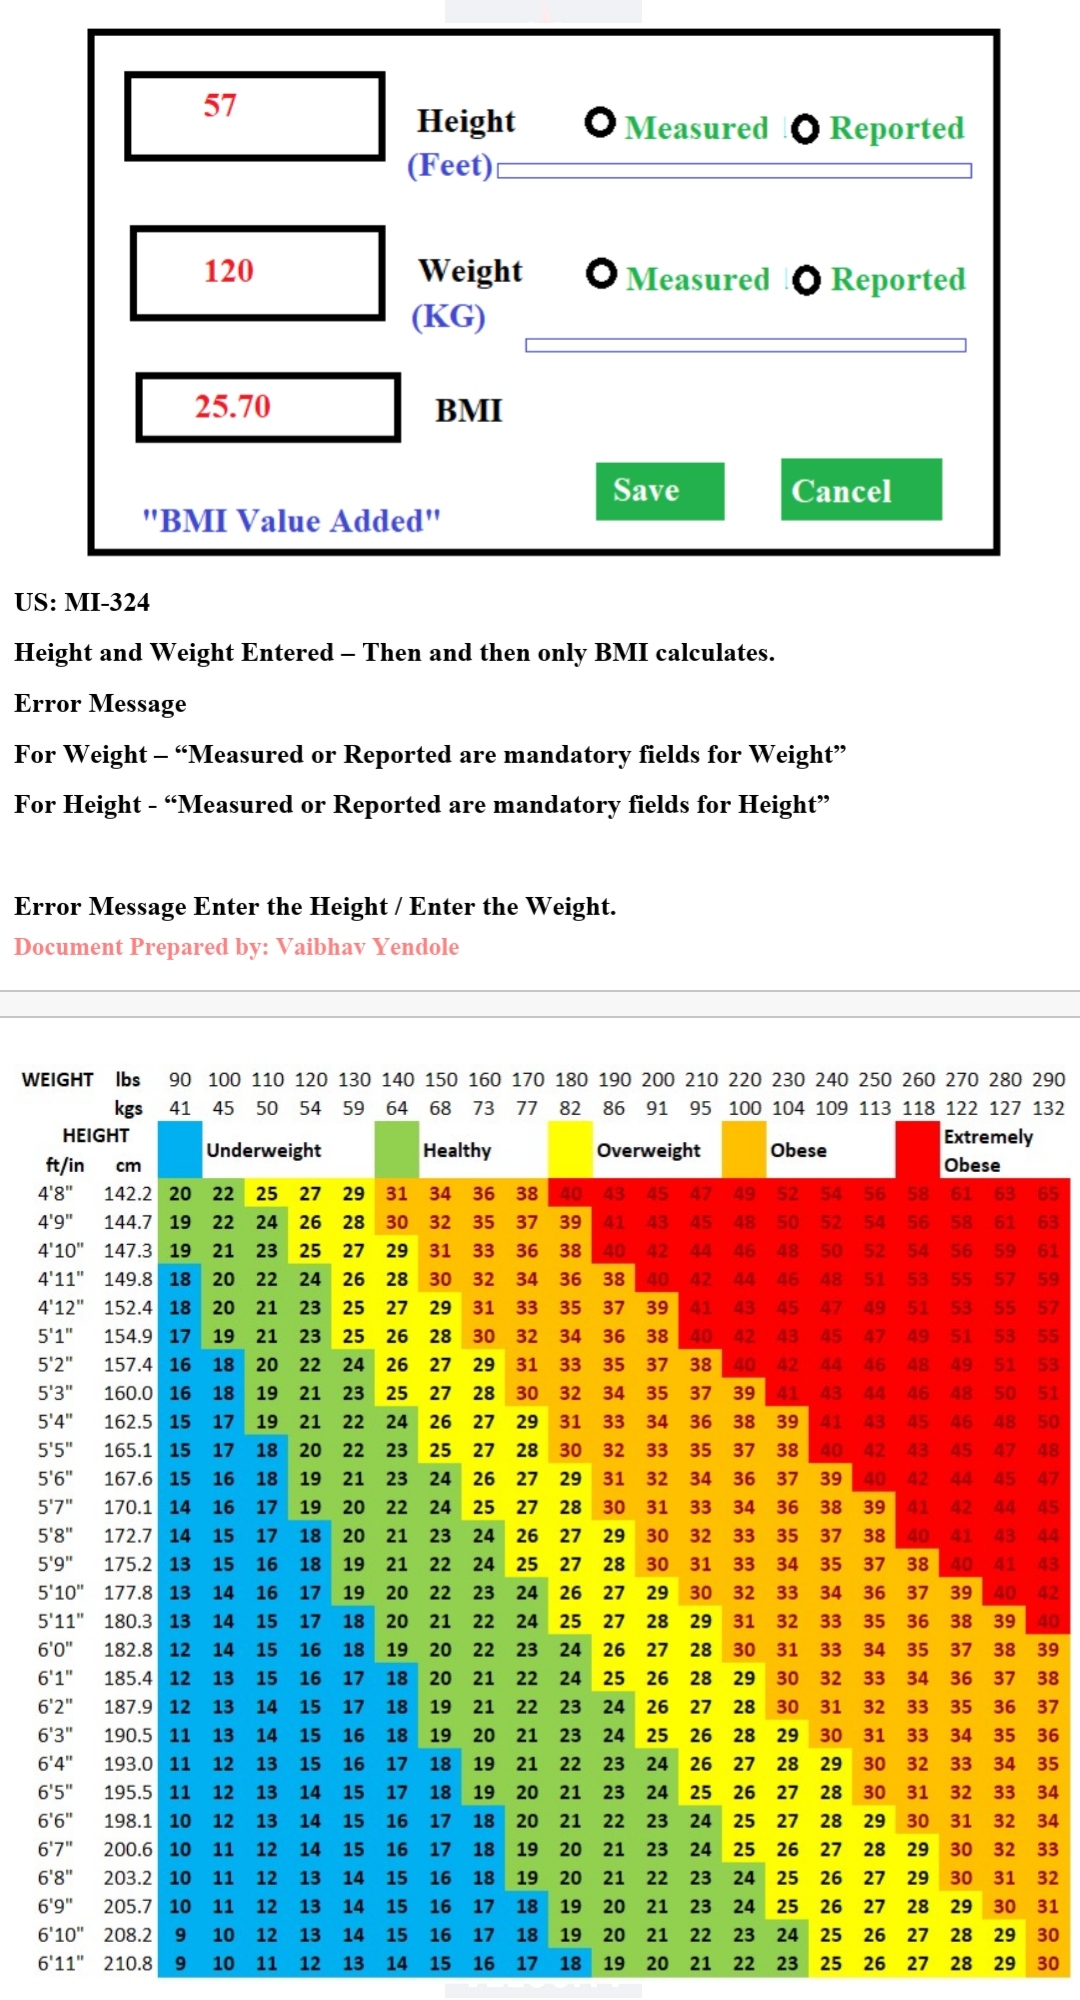 57
Height
Measured
Reported
(Feet)
120
Weight
Measured
Reported
(KG)
25.70
BMI
Save
Cancel
"BMI Value Added"
US: MI-324
Height and Weight Entered – Then and then only BMI calculates.
Error Message
For Weight – “Measured or Reported are mandatory fields for Weight”
For Height - “Measured or Reported are mandatory fields for Height”
Error Message Enter the Height / Enter the Weight.
Document Prepared by: Vaibhav Yendole
WEIGHT lbs 90 100 110 120 130 140 150 160 170 180 190 200 210 220 230 240 250 260 270 280 290
kgs 41 45 50 54 59 64 68 73 77 82 86 91 95 100 104 109 113 118 122 127 132
HEIGHT
Underweight Healthy Overweight Obese Extremely Obese
ft/in cm
4'8" 142.2 20 22 25 27 29 31 34 36 38 40 43 45 47 49 52 54 56 58 61 63 65
4'9" 144.7 19 22 24 26 28 30 32 35 37 39 41 43 45 48 50 52 54 56 58 61 63
4'10" 147.3 19 21 23 25 27 29 31 33 36 38 40 42 44 46 48 50 52 54 56 59 61
4'11" 149.8 18 20 22 24 26 28 30 32 34 36 38 40 42 44 46 48 51 53 55 57 59
4'12" 152.4 18 20 21 23 25 27 29 31 33 35 37 39 41 43 45 47 49 51 53 55 57
5'1" 154.9 17 19 21 23 25 26 28 30 32 34 36 38 40 42 43 45 47 49 51 53 55
5'2" 157.4 16 18 20 22 24 26 27 29 31 33 35 37 38 40 42 44 46 48 49 51 53
5'3" 160.0 16 18 19 21 23 25 27 28 30 32 34 35 37 39 41 43 44 46 48 50 51
5'4" 162.5 15 17 19 21 22 24 26 27 29 31 33 34 36 38 39 41 43 45 46 48 50
5'5" 165.1 15 17 18 20 22 23 25 27 28 30 32 33 35 37 38 40 42 43 45 47 48
5'6" 167.6 15 16 18 19 21 23 24 26 27 29 31 32 34 36 37 39 40 42 44 45 47
5'7" 170.1 14 16 17 19 20 22 24 25 27 28 30 31 33 34 36 38 39 41 42 44 45
5'8" 172.7 14 15 17 18 20 21 23 24 26 27 29 30 32 33 35 37 38 40 41 43 44
5'9" 175.2 13 15 16 18 19 21 22 24 25 27 28 30 31 33 34 35 37 38 40 41 43
5'10" 177.8 13 14 16 17 19 20 22 23 24 26 27 29 30 32 33 34 36 37 39 40 42
5'11" 180.3 13 14 15 17 18 20 21 22 24 25 27 28 29 31 32 33 35 36 38 39 40
6'0" 182.8 12 14 15 16 18 19 20 22 23 24 26 27 28 30 31 33 34 35 37 38 39
6'1" 185.4 12 13 15 16 17 18 20 21 22 24 25 26 28 29 30 32 33 34 36 37 38
6'2" 187.9 12 13 14 15 17 18 19 21 22 23 24 26 27 28 30 31 32 33 35 36 37
6'3" 190.5 11 13 14 15 16 18 19 20 21 23 24 25 26 28 29 30 31 33 34 35 36
6'4" 193.0 11 12 13 15 16 17 18 19 21 22 23 24 26 27 28 29 30 32 33 34 35
6'5" 195.5 11 12 13 14 15 17 18 19 20 21 23 24 25 26 27 28 30 31 32 33 34
6'6" 198.1 10 12 13 14 15 16 17 18 20 21 22 23 24 25 27 28 29 30 31 32 34
6'7" 200.6 10 11 12 14 15 16 17 18 19 20 21 23 24 25 26 27 28 29 30 32 33
6'8" 203.2 10 11 12 13 14 15 16 18 19 20 21 22 23 24 25 26 27 29 30 31 32
6'9" 205.7 10 11 12 13 14 15 16 17 18 19 20 21 23 24 25 26 27 28 29 30 31
6'10" 208.2 9 10 12 13 14 15 16 17 18 19 20 21 22 23 24 25 26 27 28 29 30
6'11" 210.8 9 10 11 12 13 14 15 16 17 18 19 20 21 22 23 25 26 27 28 29 30